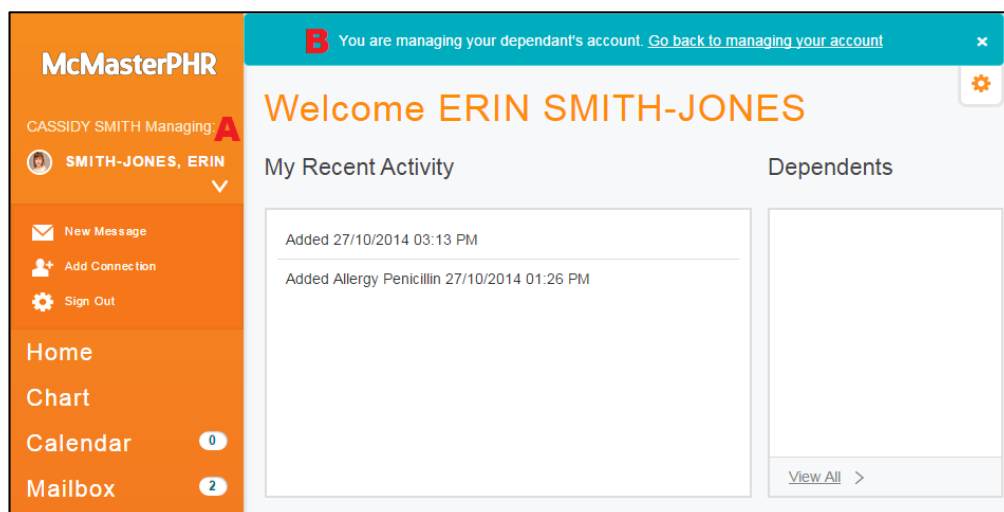 McMasterPHR
CASSIDY SMITH Managing: A
SMITH-JONES, ERIN
New Message
Add Connection
Sign Out
Home
Chart
Calendar 0
Mailbox 2
B You are managing your dependant's account. Go back to managing your account ×
Welcome ERIN SMITH-JONES
My Recent Activity
Added 27/10/2014 03:13 PM
Added Allergy Penicillin 27/10/2014 01:26 PM
Dependents
View All >